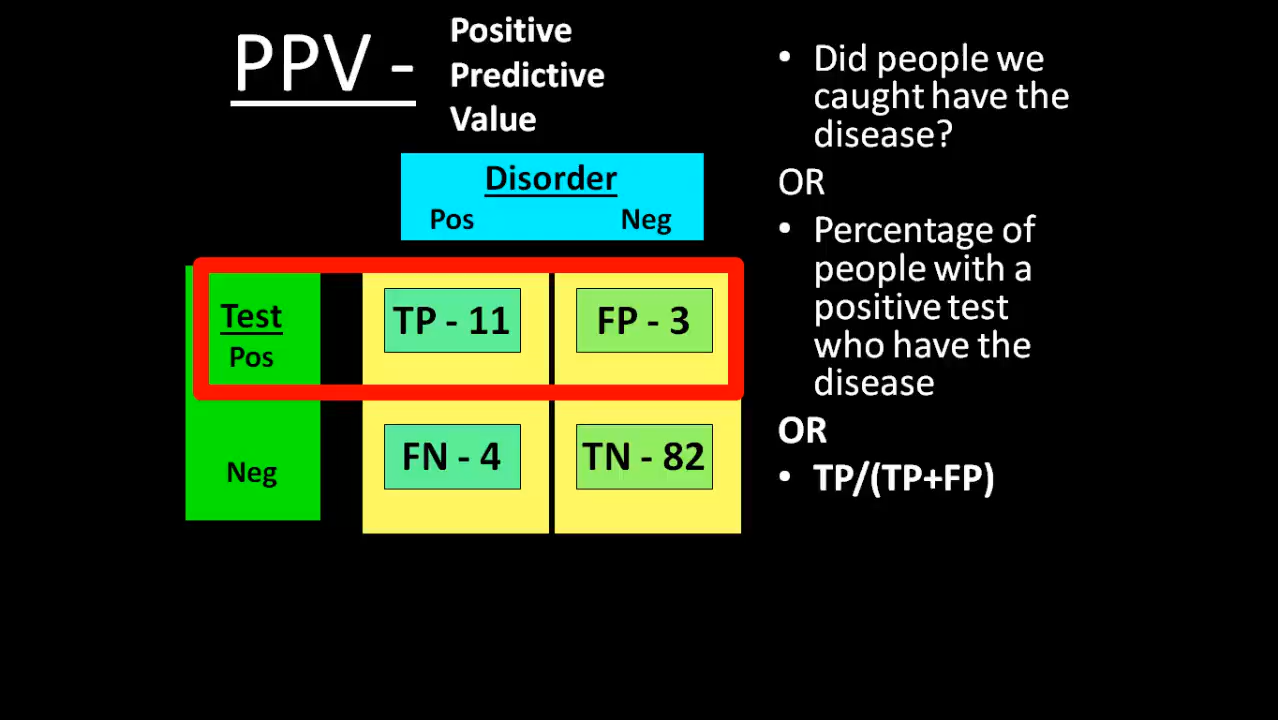 PPV -
Positive
Predictive
Value
Disorder
Pos Neg
Test
Pos
TP - 11
FP - 3
Neg
FN - 4
TN - 82
• Did people we
caught have the
disease?
OR
• Percentage of
people with a
positive test
who have the
disease
OR
• TP/(TP+FP)